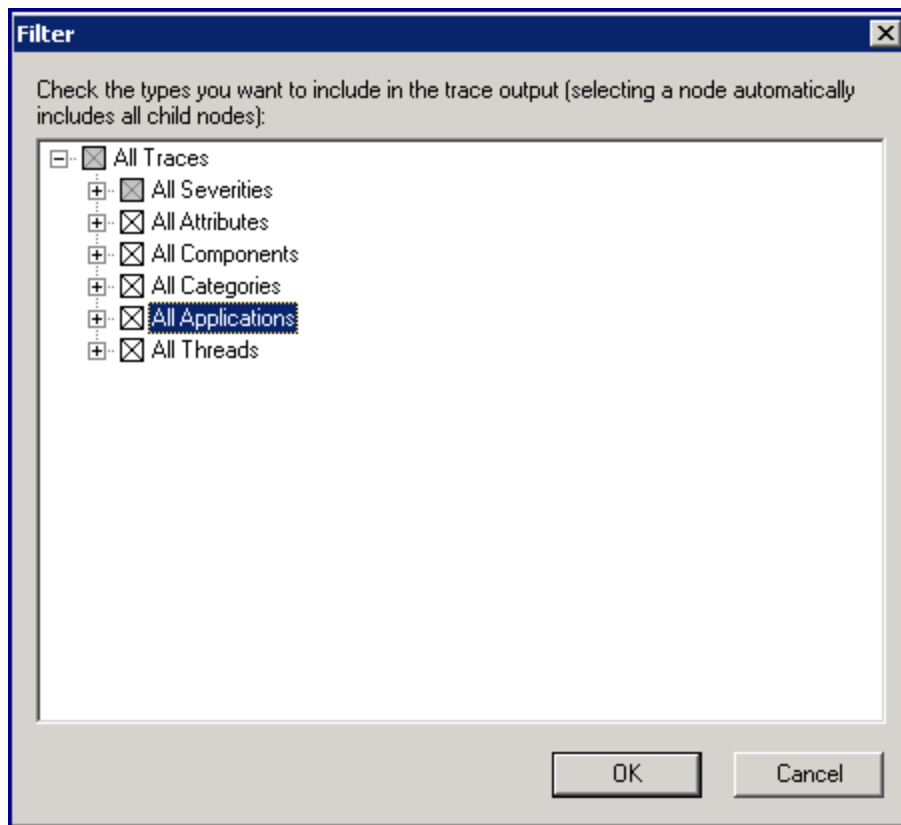 Filter
Check the types you want to include in the trace output (selecting a node automatically
includes all child nodes):
All Traces
All Severities
All Attributes
All Components
All Categories
All Applications
All Threads
OK
Cancel